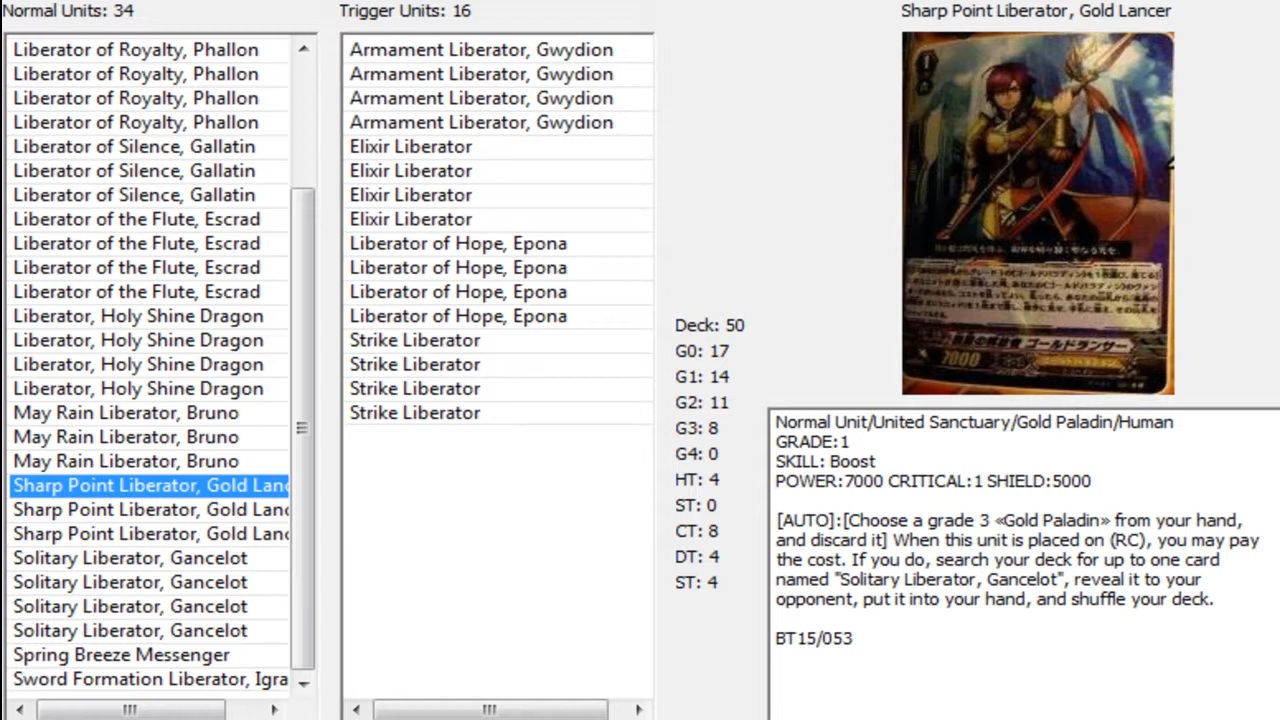 Normal Units: 34
Liberator of Royalty, Phallon
Liberator of Royalty, Phallon
Liberator of Royalty, Phallon
Liberator of Royalty, Phallon
Liberator of Silence, Gallatin
Liberator of Silence, Gallatin
Liberator of Silence, Gallatin
Liberator of the Flute, Escrad
Liberator of the Flute, Escrad
Liberator of the Flute, Escrad
Liberator of the Flute, Escrad
Liberator, Holy Shine Dragon
Liberator, Holy Shine Dragon
Liberator, Holy Shine Dragon
Liberator, Holy Shine Dragon
May Rain Liberator, Bruno
May Rain Liberator, Bruno
May Rain Liberator, Bruno
Sharp Point Liberator, Gold Lanc
Sharp Point Liberator, Gold Lanc
Sharp Point Liberator, Gold Lanc
Solitary Liberator, Gancelot
Solitary Liberator, Gancelot
Solitary Liberator, Gancelot
Solitary Liberator, Gancelot
Spring Breeze Messenger
Sword Formation Liberator, Igra
Trigger Units: 16
Armament Liberator, Gwydion
Armament Liberator, Gwydion
Armament Liberator, Gwydion
Armament Liberator, Gwydion
Elixir Liberator
Elixir Liberator
Elixir Liberator
Elixir Liberator
Liberator of Hope, Epona
Liberator of Hope, Epona
Liberator of Hope, Epona
Liberator of Hope, Epona
Strike Liberator
Strike Liberator
Strike Liberator
Strike Liberator
Deck: 50
G0: 17
G1: 14
G2: 11
G3: 8
G4: 0
HT: 4
ST: 0
CT: 8
DT: 4
ST: 4
Sharp Point Liberator, Gold Lancer
1
ゴールドランサー
7000
Normal Unit/United Sanctuary/Gold Paladin/Human
GRADE:1
SKILL: Boost
POWER:7000 CRITICAL:1 SHIELD:5000
[AUTO]:[Choose a grade 3 «Gold Paladin» from your hand,
and discard it] When this unit is placed on (RC), you may pay
the cost. If you do, search your deck for up to one card
named "Solitary Liberator, Gancelot", reveal it to your
opponent, put it into your hand, and shuffle your deck.
BT15/053